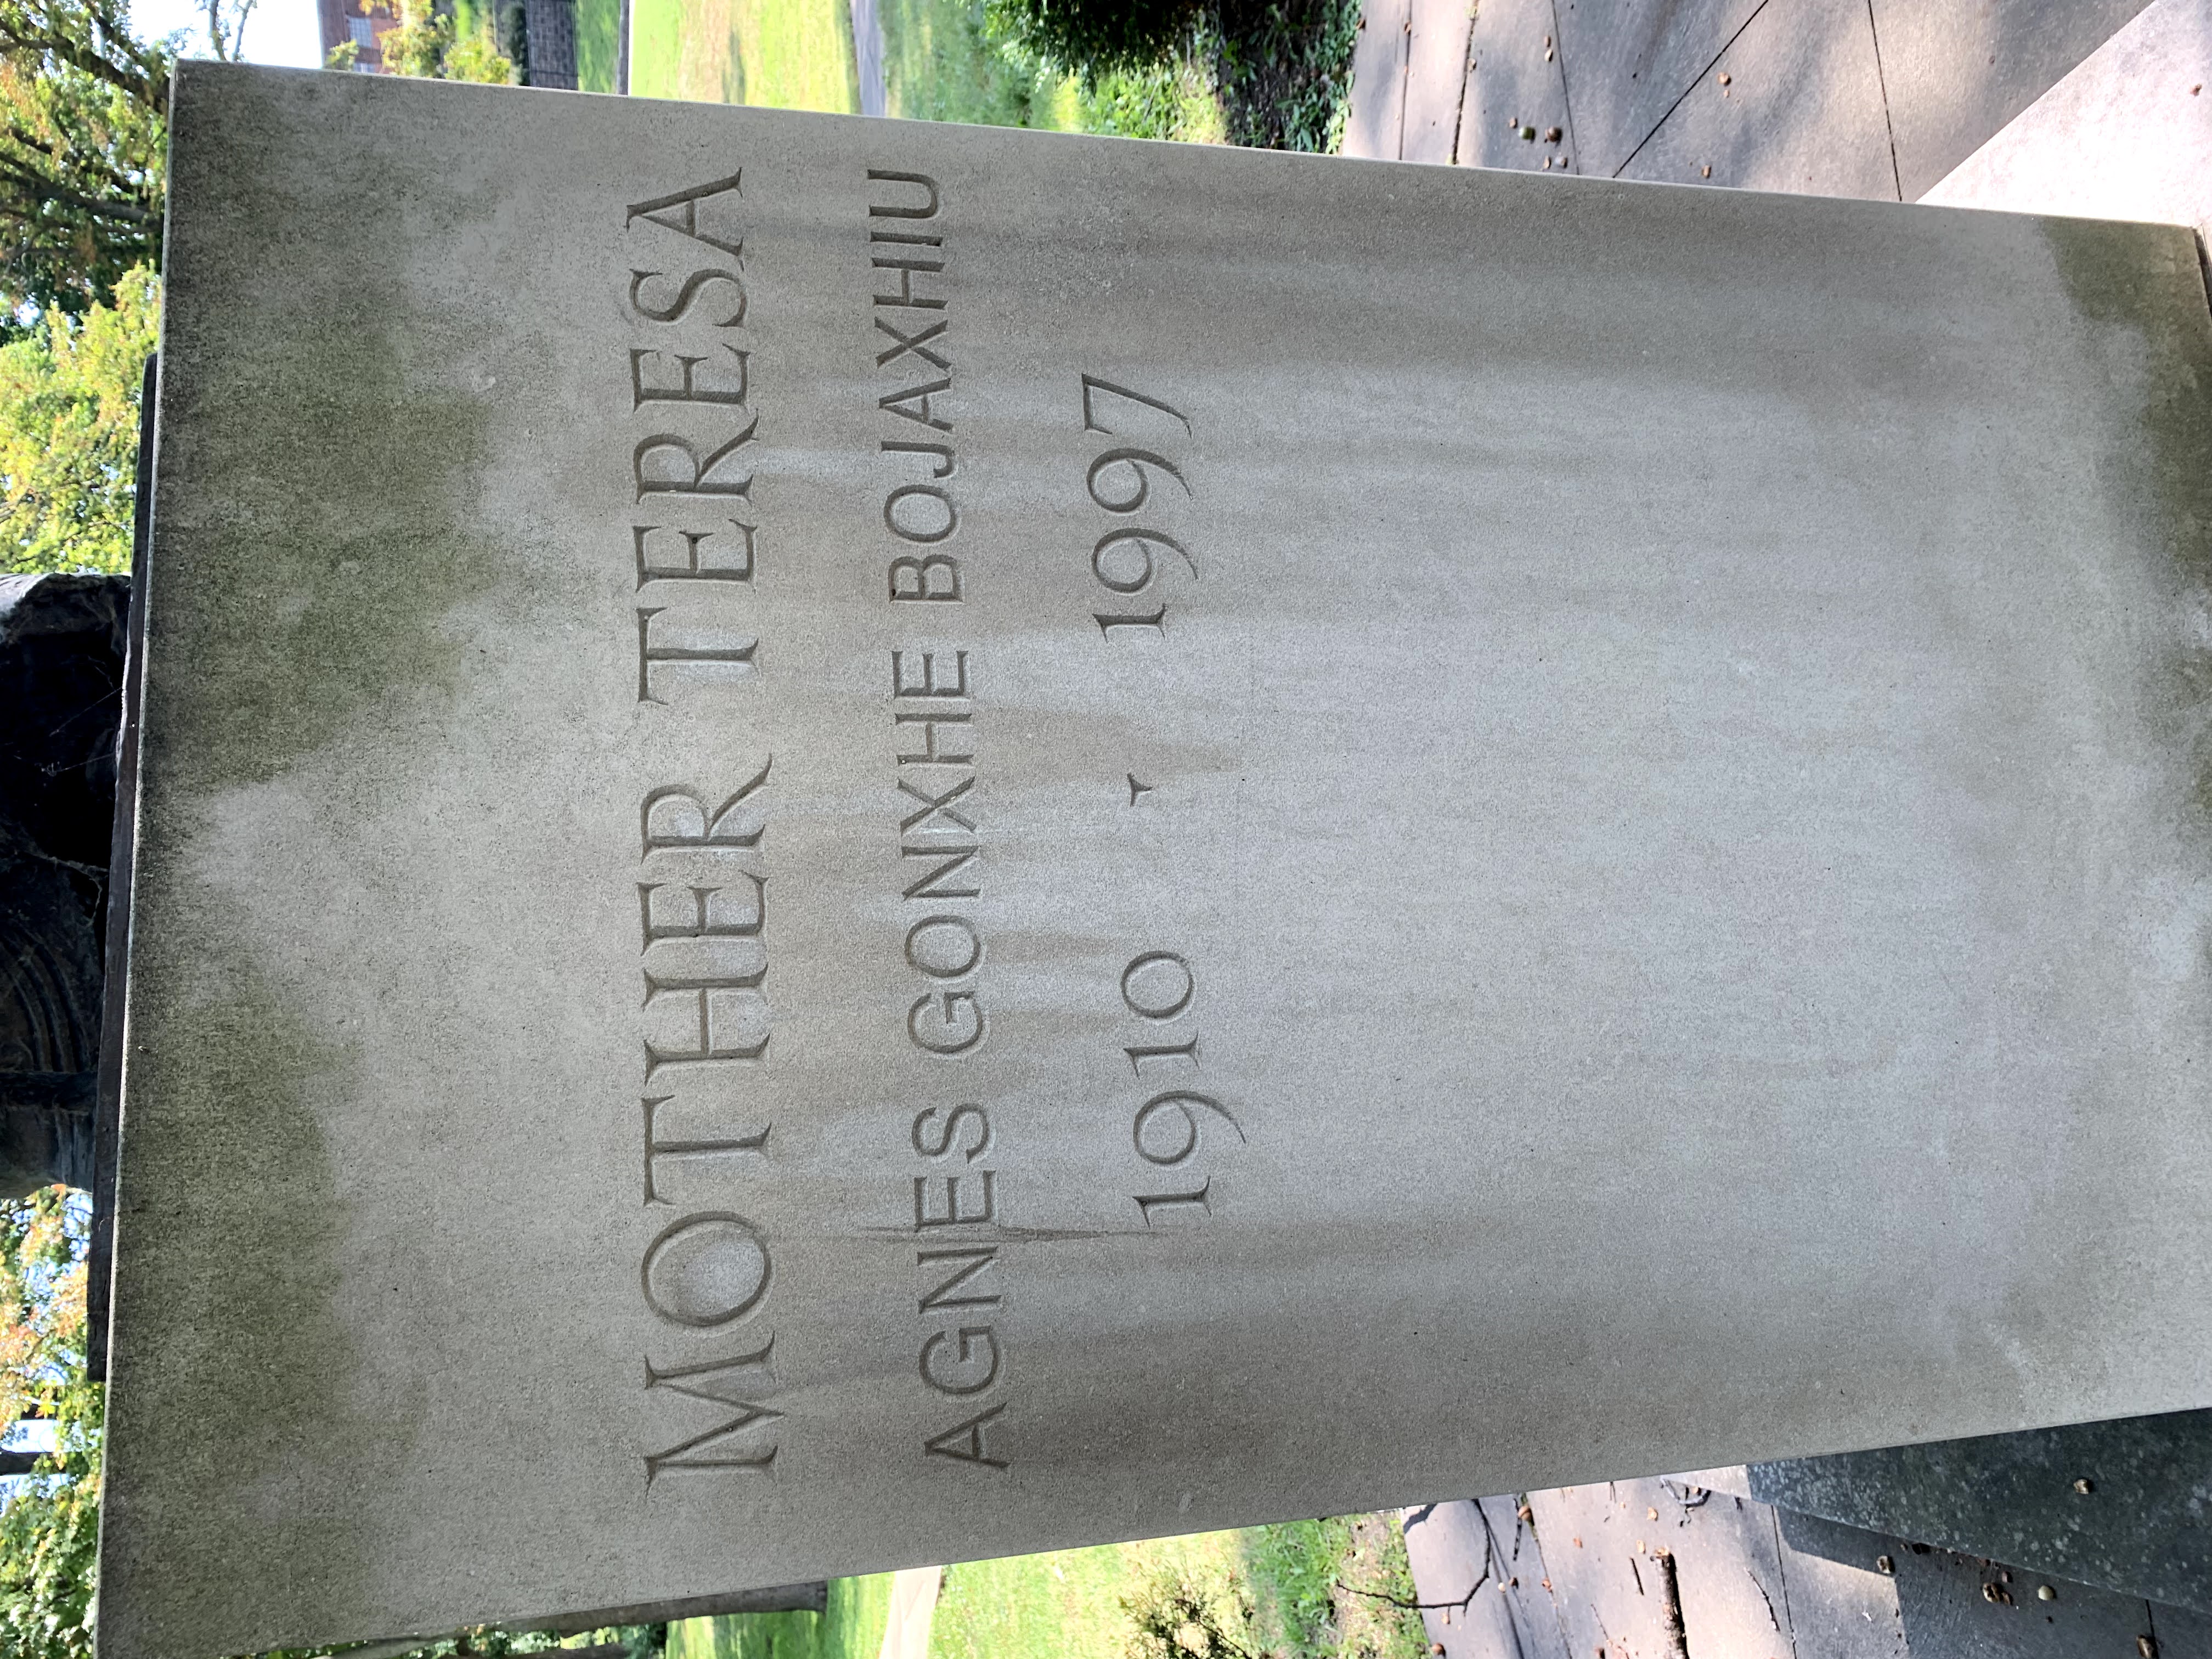 MOTHER TERESA
AGNES GONXHE BOJAXHIU
1910 - 1997